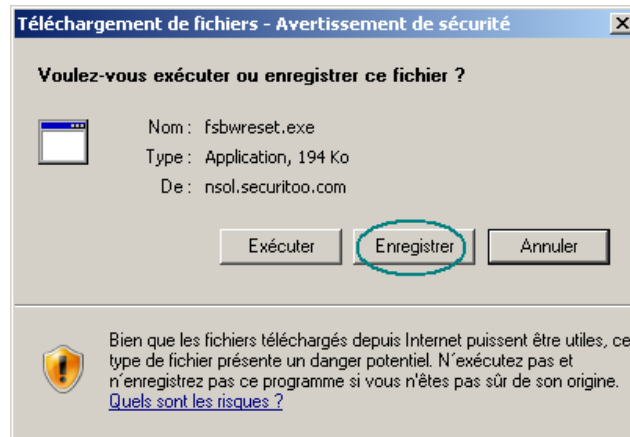 Téléchargement de fichiers - Avertissement de sécurité
Voulez-vous exécuter ou enregistrer ce fichier ?
Nom : fsbwreset.exe
Type : Application, 194 Ko
De : nsol.securitoo.com
Exécuter Enregistrer Annuler
Bien que les fichiers téléchargés depuis Internet puissent être utiles, ce
type de fichier présente un danger potentiel. N´exécutez pas et
n´enregistrez pas ce programme si vous n'êtes pas sûr de son origine.
Quels sont les risques ?